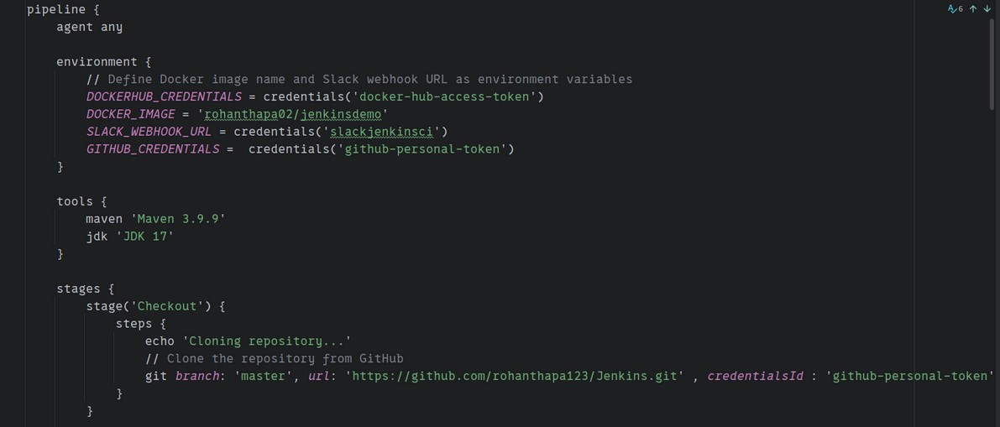 pipeline {
6
    agent any
    environment {
        // Define Docker image name and Slack webhook URL as environment variables
        DOCKERHUB_CREDENTIALS = credentials('docker-hub-access-token')
        DOCKER_IMAGE = 'rohanthapa02/jenkinsdemo'
        SLACK_WEBHOOK_URL = credentials('slackjenkinsci')
        GITHUB_CREDENTIALS =  credentials('github-personal-token')
    }
    tools {
        maven 'Maven 3.9.9'
        jdk 'JDK 17'
    }
    stages {
        stage('Checkout') {
            steps {
                echo 'Cloning repository...'
                // Clone the repository from GitHub
                git branch: 'master', url: 'https://github.com/rohanthapa123/Jenkins.git' , credentialsId : 'github-personal-token'
            }
        }